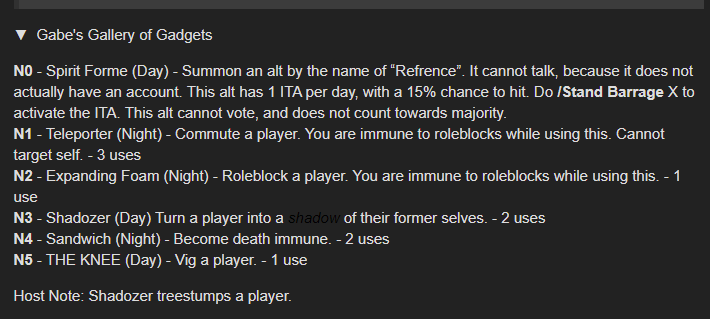 ▼ Gabe's Gallery of Gadgets
N0 - Spirit Forme (Day) - Summon an alt by the name of “Refrence”. It cannot talk, because it does not
actually have an account. This alt has 1 ITA per day, with a 15% chance to hit. Do /Stand Barrage X to
activate the ITA. This alt cannot vote, and does not count towards majority.
N1 - Teleporter (Night) - Commute a player. You are immune to roleblocks while using this. Cannot
target self. - 3 uses
N2 - Expanding Foam (Night) - Roleblock a player. You are immune to roleblocks while using this. - 1
use
N3 - Shadozer (Day) Turn a player into a shadow of their former selves. - 2 uses
N4 - Sandwich (Night) - Become death immune. - 2 uses
N5 - THE KNEE (Day) - Vig a player. - 1 use
Host Note: Shadozer treestumps a player.